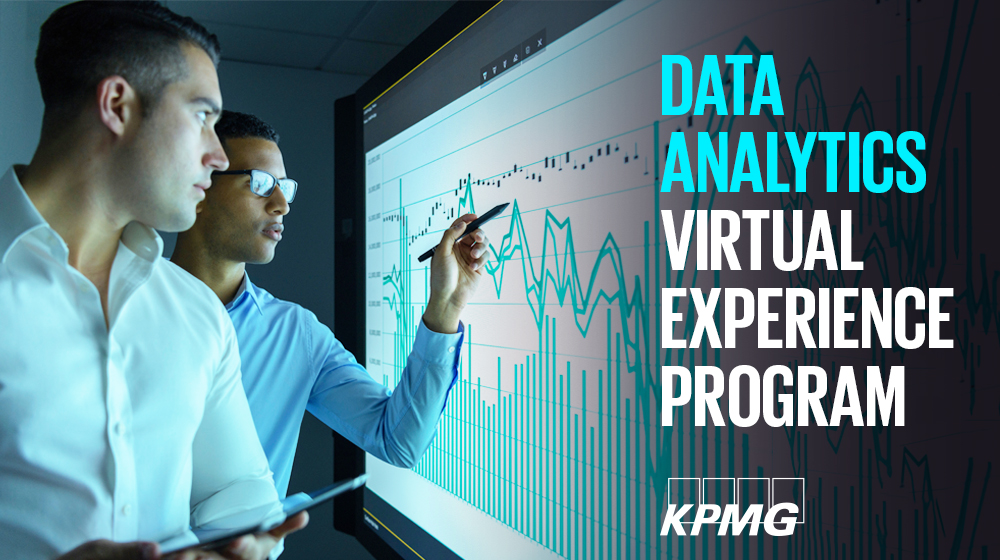 DATA
ANALYTICS
VIRTUAL
EXPERIENCE
PROGRAM
KPMG